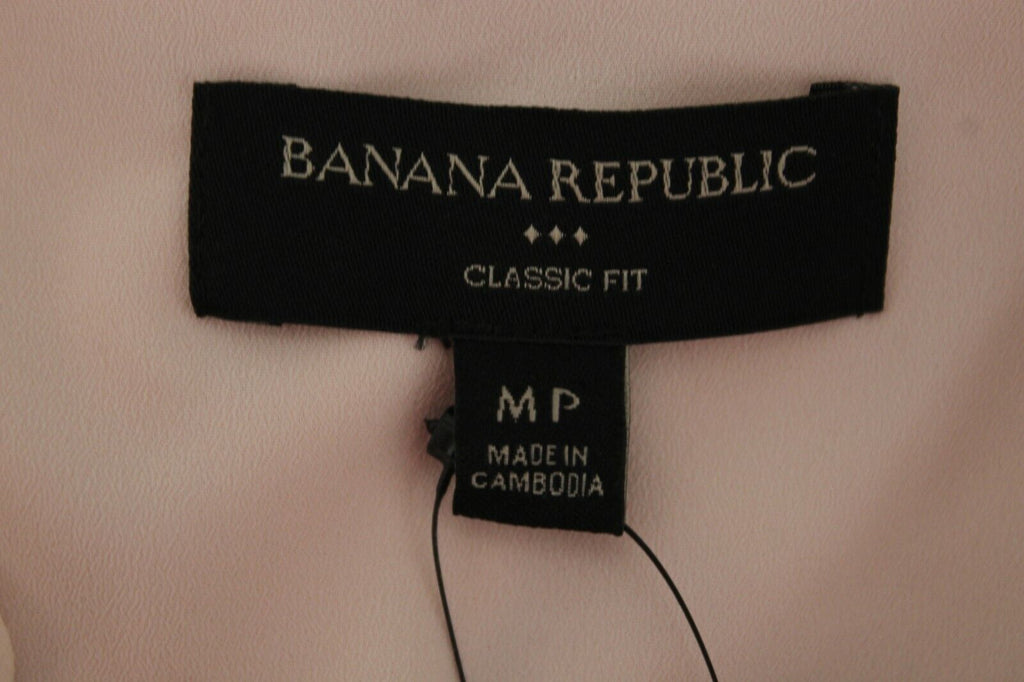 BANANA REPUBLIC
CLASSIC FIT
MP
MADE IN
CAMBODIA